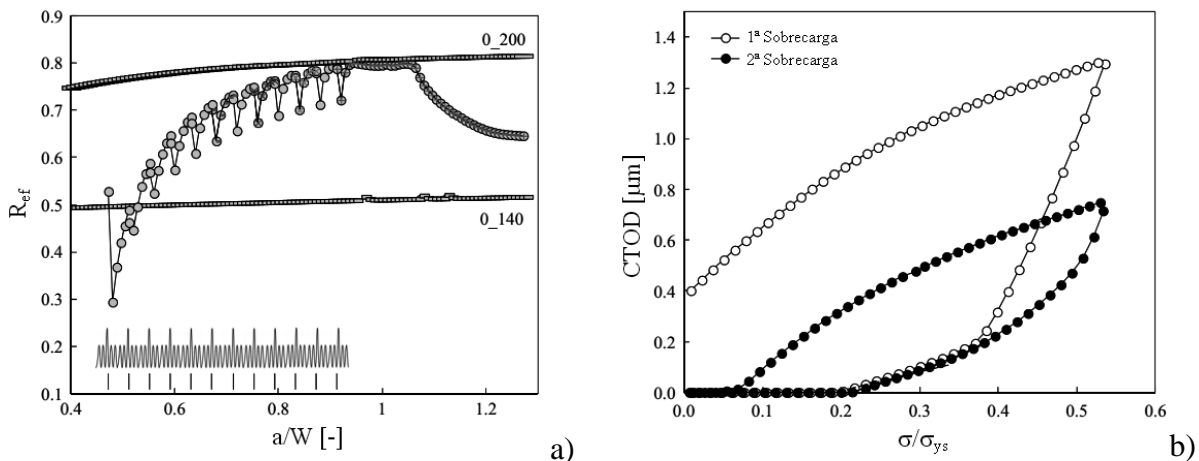 0.9
0.8
0.7
0.6
0.5
0.4
0.3
0.2
0.1
R_ef
0_200
0_140
0.4 0.6 0.8 1 1.2
a/W [-]
a)
1.4
1.2
1.0
0.8
0.6
0.4
0.2
0.0
CTOD [µm]
1ª Sobrecarga
2ª Sobrecarga
0.0 0.1 0.2 0.3 0.4 0.5 0.6
σ/σys
b)